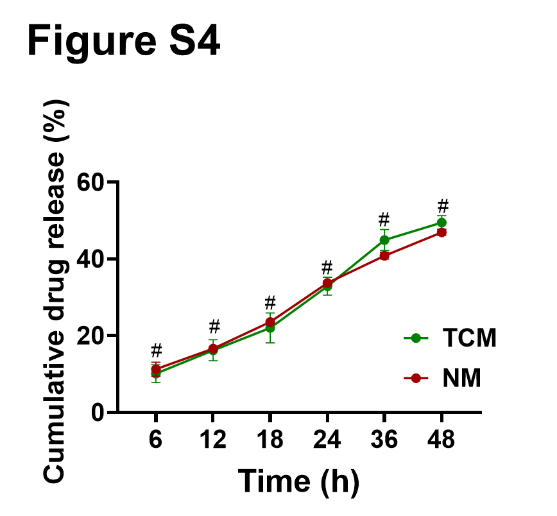 Figure S4
Cumulative drug release (%)
60
40
20
0
# # # # # #
TCM
NM
6 12 18 24 36 48
Time (h)